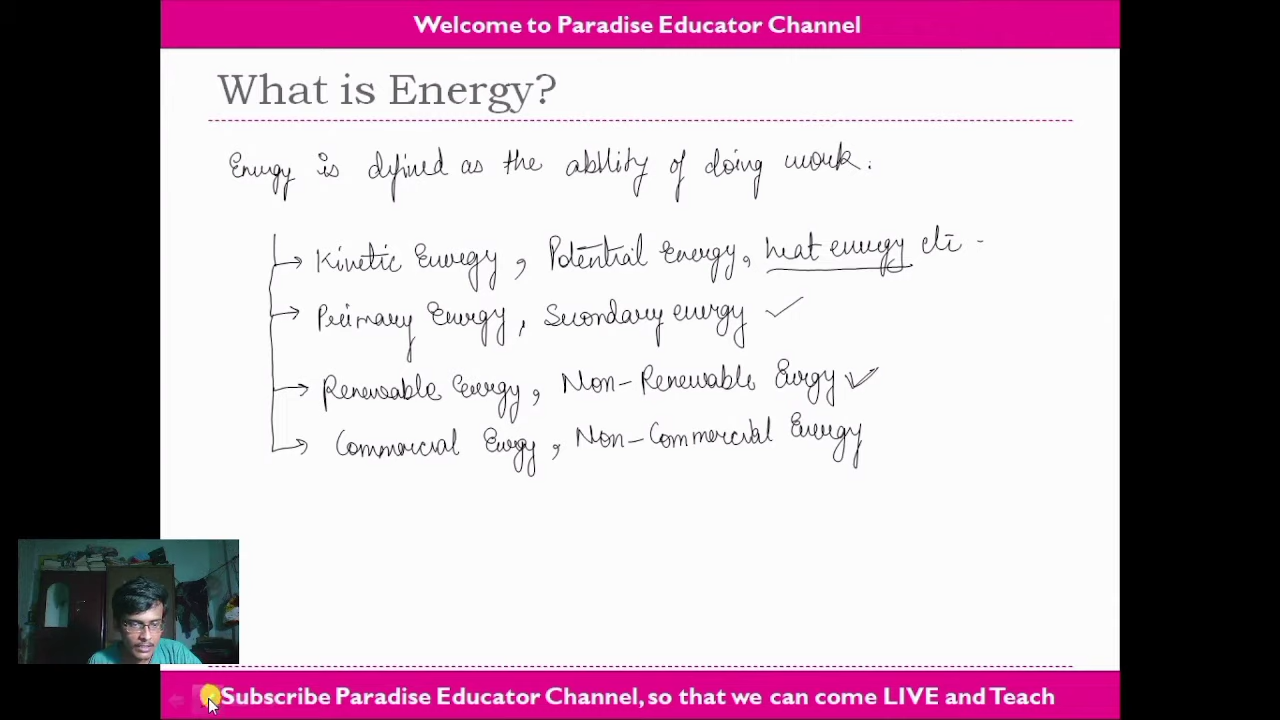 Welcome to Paradise Educator Channel
What is Energy?
Energy is defined as the ability of doing work.
Kinetic Energy, Potential Energy, heat energy etc -
Primary Energy, Secondary energy ✓
Renewable Energy, Non-Renewable Energy ✓
Commercial Energy, Non-Commercial Energy
Subscribe Paradise Educator Channel, so that we can come LIVE and Teach